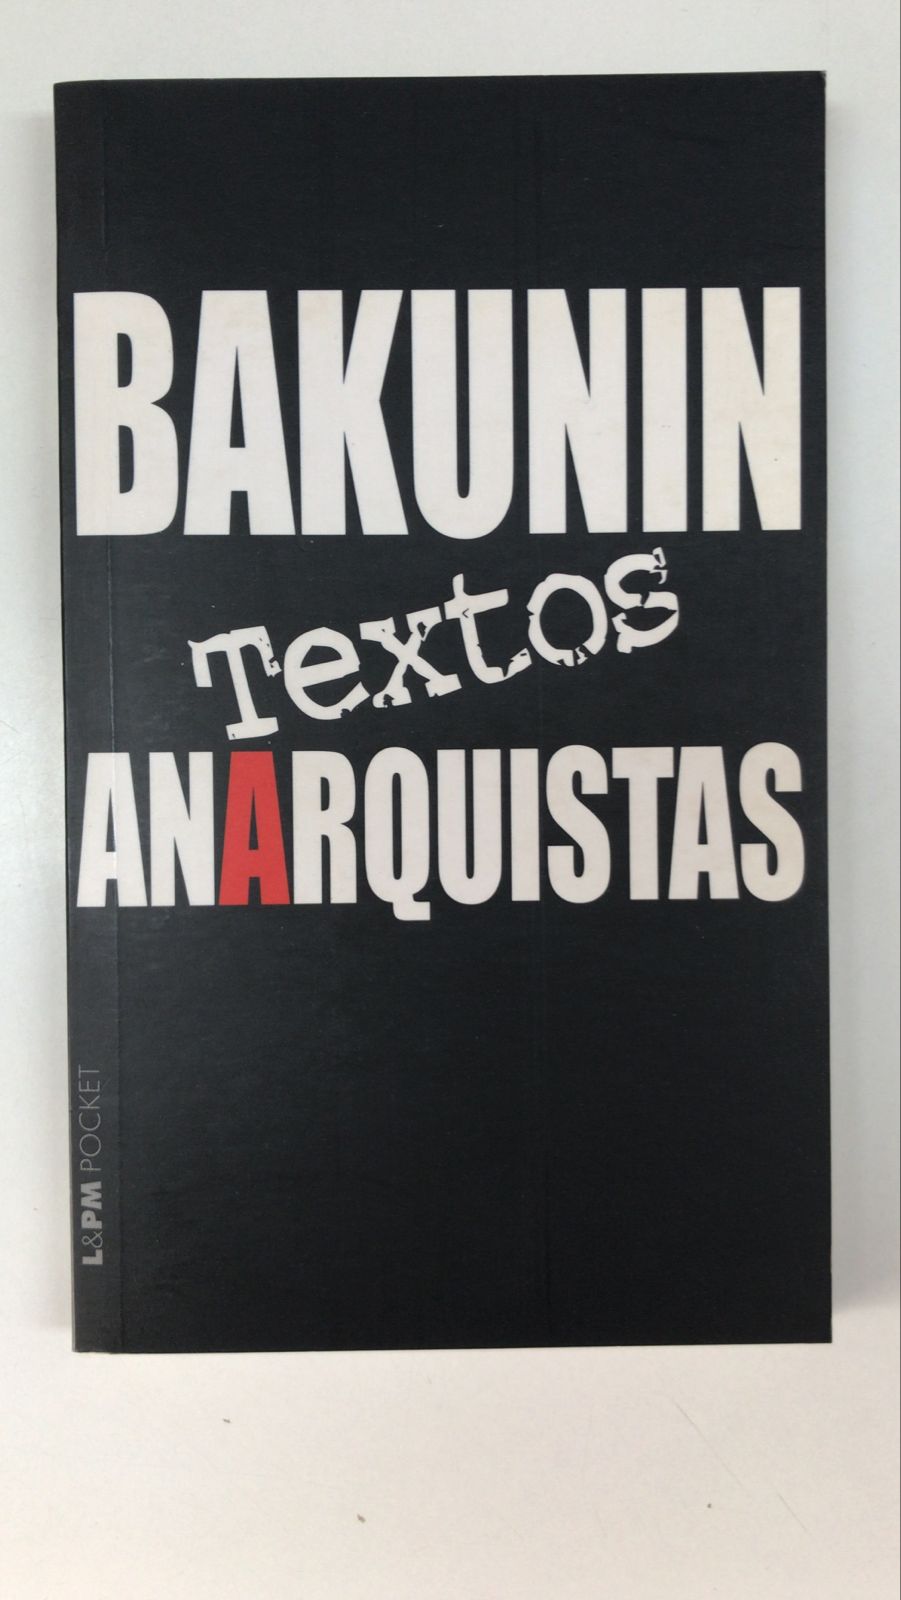 BAKUNIN
Textos
ANARQUISTAS
L&PM POCKET